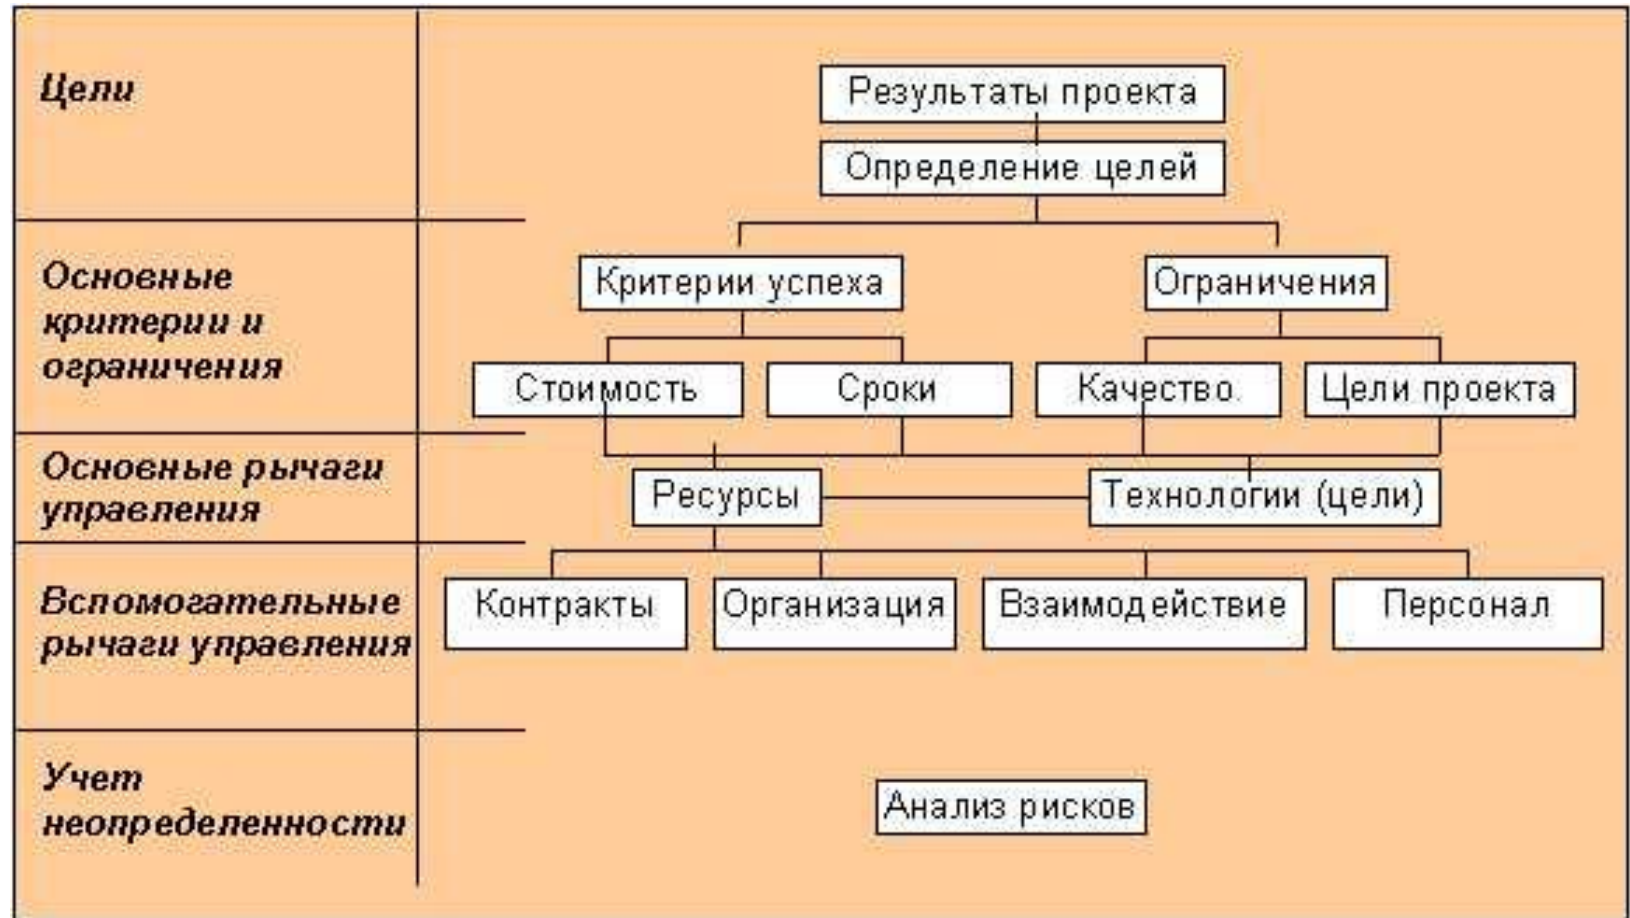 Цели
Результаты проекта
Определение целей
Основные
критерии и
ограничения
Критерии успеха
Ограничения
Стоимость
Сроки
Качество
Цели проекта
Основные рычаги
управления
Ресурсы
Технологии (цели)
Вспомогательные
рычаги управления
Контракты
Организация
Взаимодействие
Персонал
Учет
неопределенности
Анализ рисков